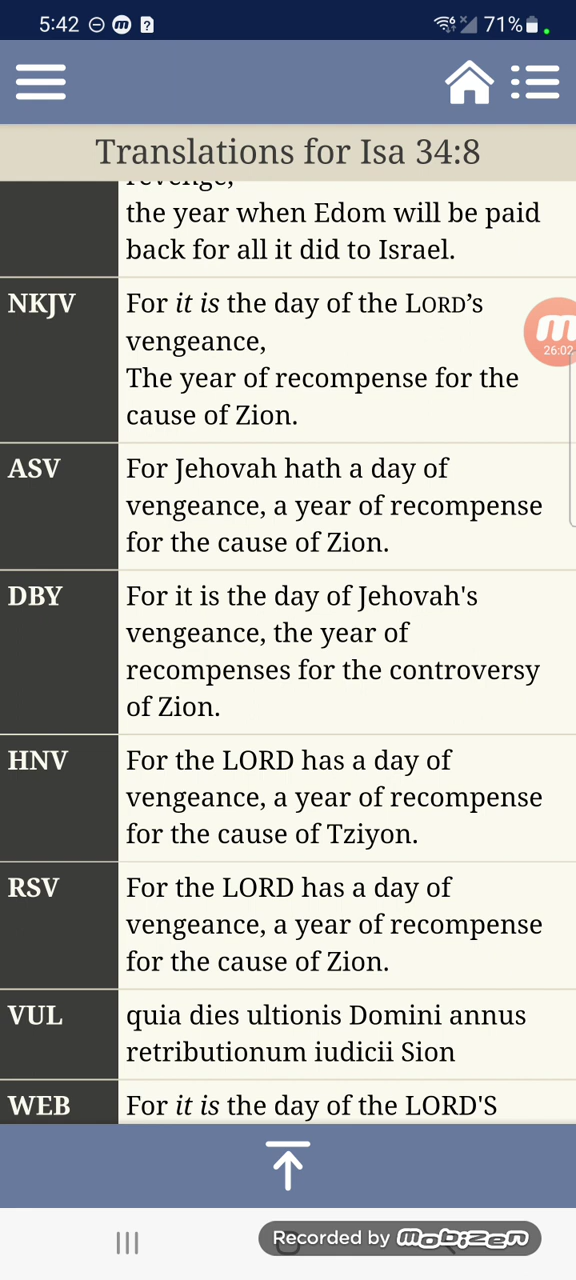 5:42 71%
Translations for Isa 34:8
revenge,
the year when Edom will be paid
back for all it did to Israel.
NKJV For it is the day of the LORD’s
vengeance,
26:02
The year of recompense for the
cause of Zion.
ASV For Jehovah hath a day of
vengeance, a year of recompense
for the cause of Zion.
DBY For it is the day of Jehovah's
vengeance, the year of
recompenses for the controversy
of Zion.
HNV For the LORD has a day of
vengeance, a year of recompense
for the cause of Tziyon.
RSV For the LORD has a day of
vengeance, a year of recompense
for the cause of Zion.
VUL quia dies ultionis Domini annus
retributionum iudicii Sion
WEB For it is the day of the LORD'S
Recorded by mobizen